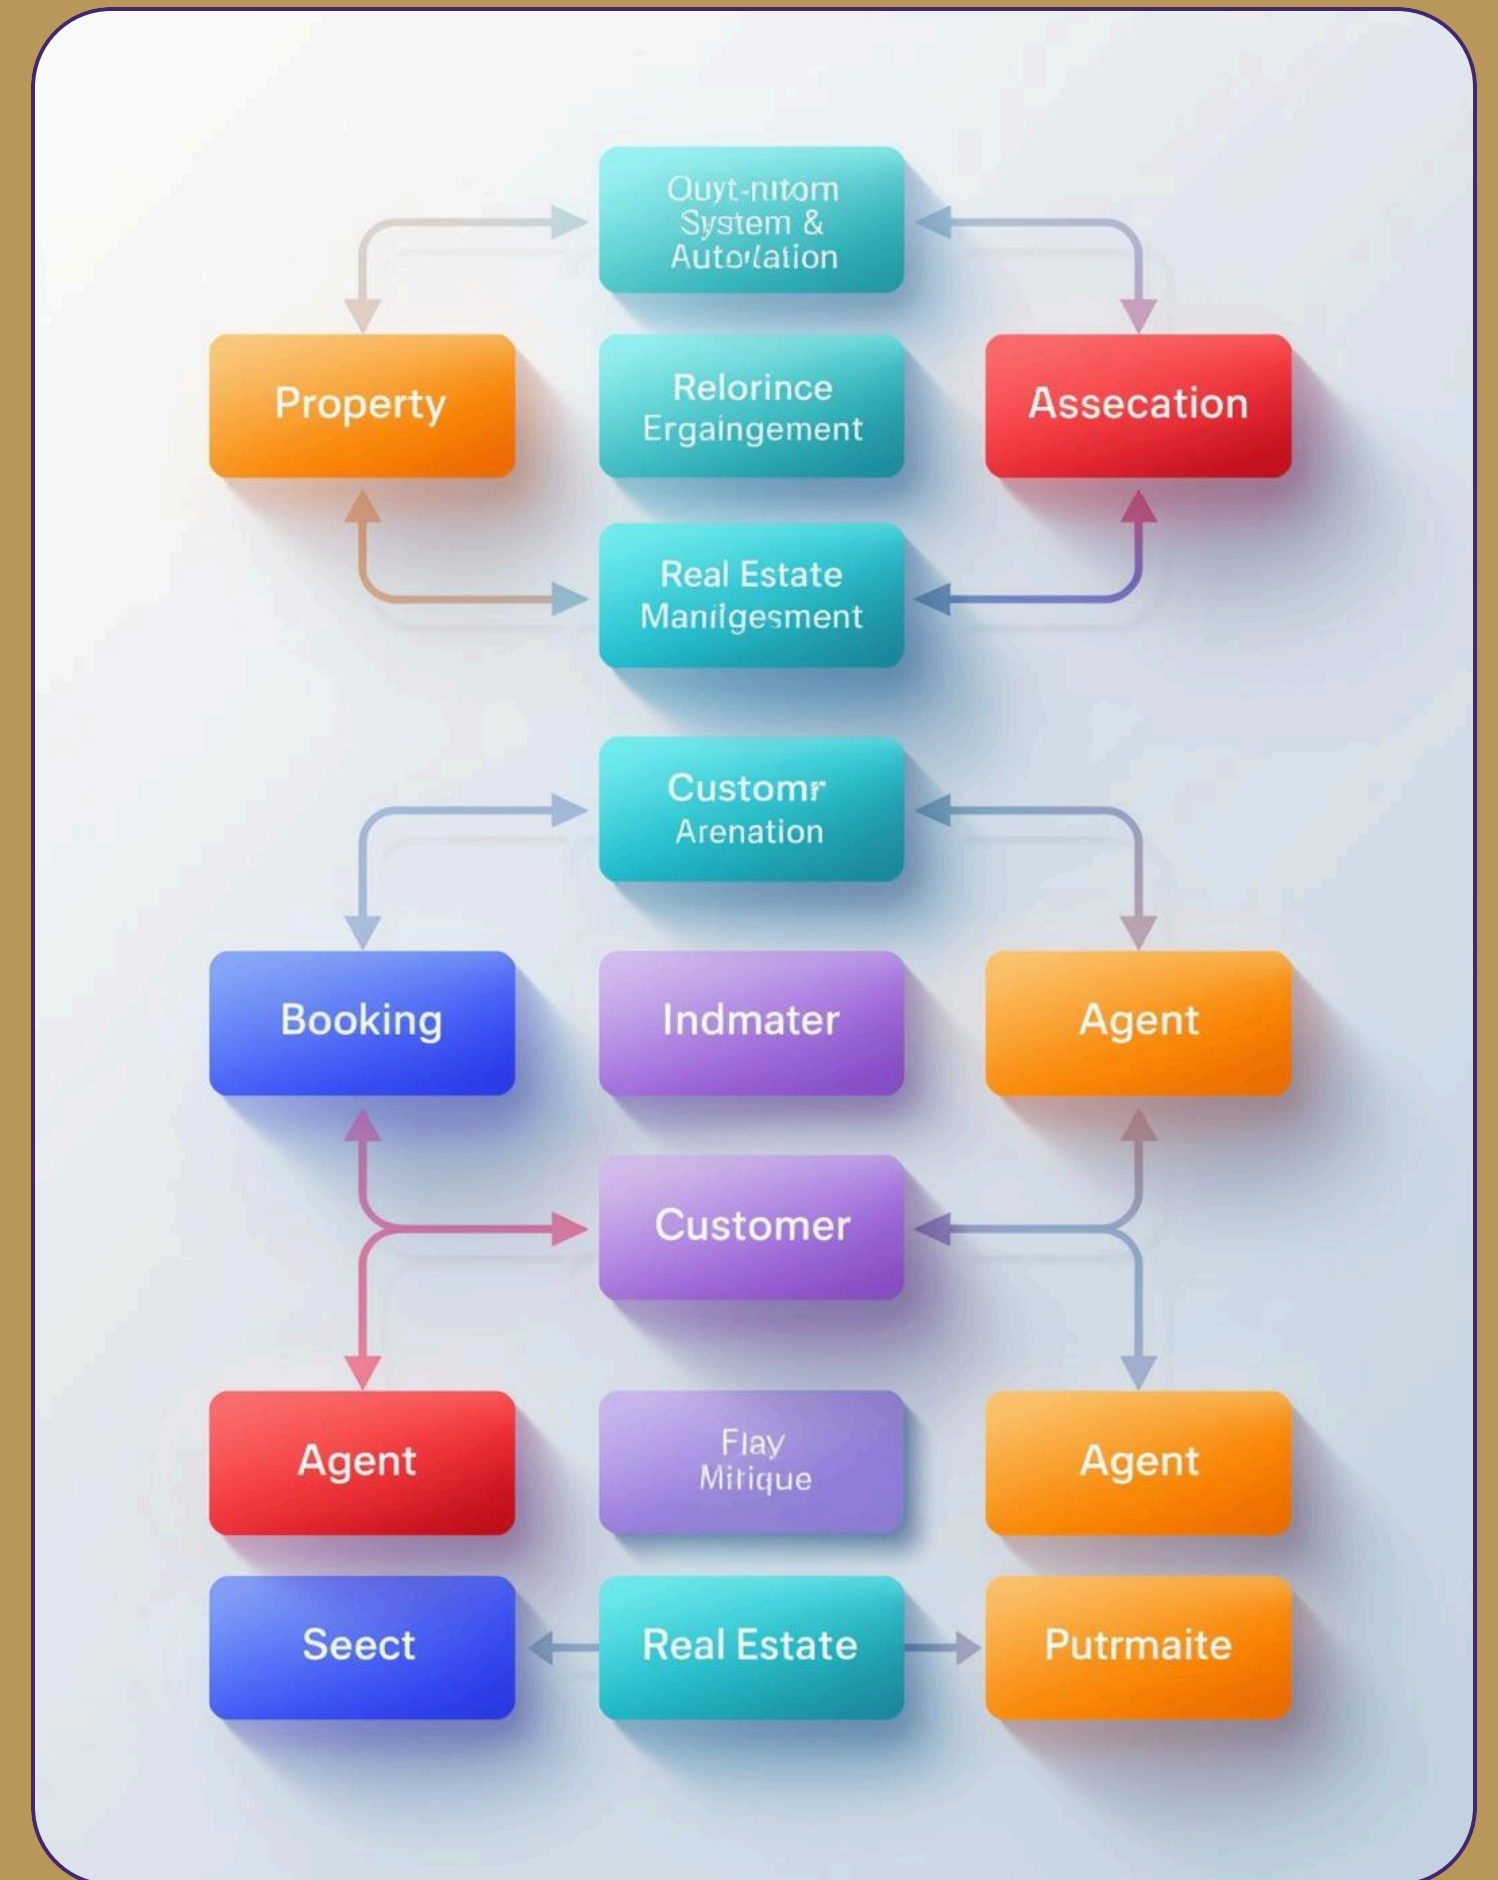 Ouyt-nitom
System &
Property
Relorince
Ergaingement
Assecation
Real Estate
Manilgesment
Customr
Arenation
Booking
Indmater
Agent
Customer
Agent
Flay
Mirique
Agent
Seect
Real Estate
Putrmaite